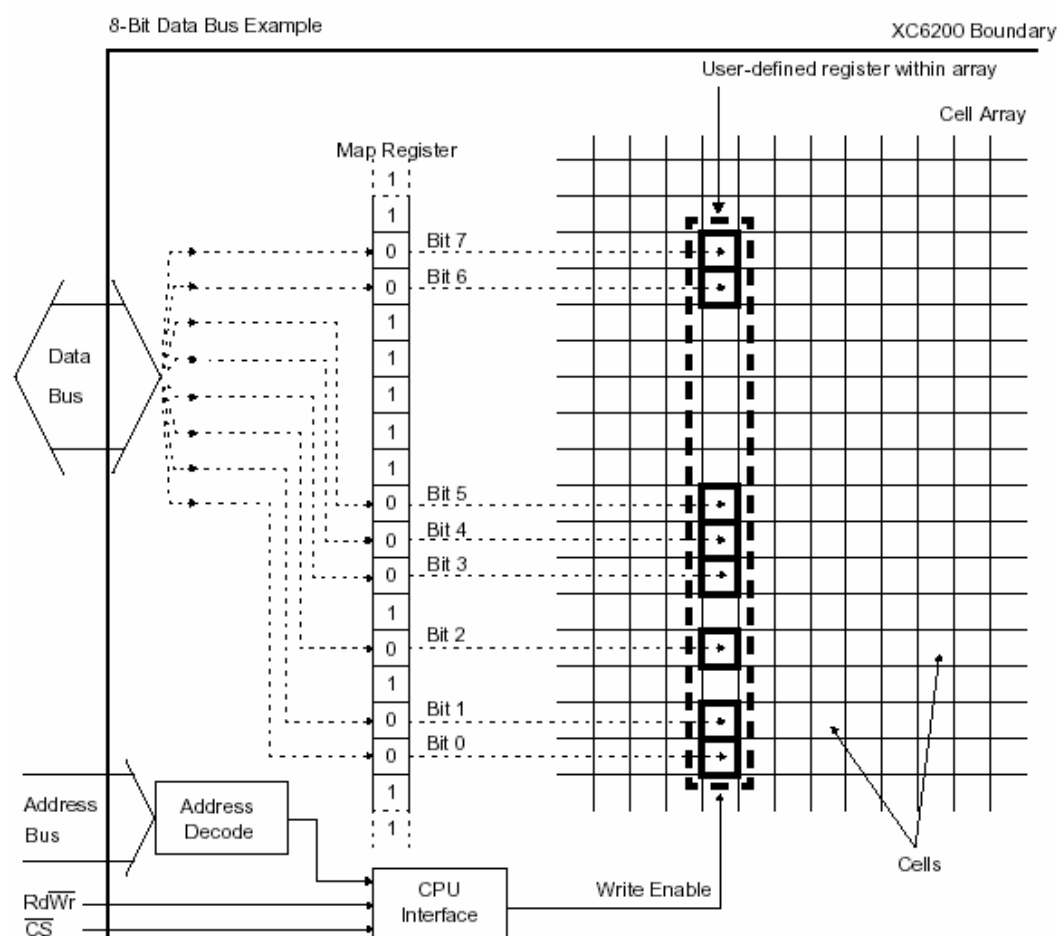 8-Bit Data Bus Example
XC6200 Boundary
User-defined register within array
Cell Array
Map Register
1
1
0 Bit 7
0 Bit 6
1
1
1
1
1
0 Bit 5
0 Bit 4
0 Bit 3
1
0 Bit 2
1
0 Bit 1
0 Bit 0
1
1
Data
Bus
Address
Bus
Address
Decode
CPU
Interface
Write Enable
Cells
RdW̅r̅
C̅S̅